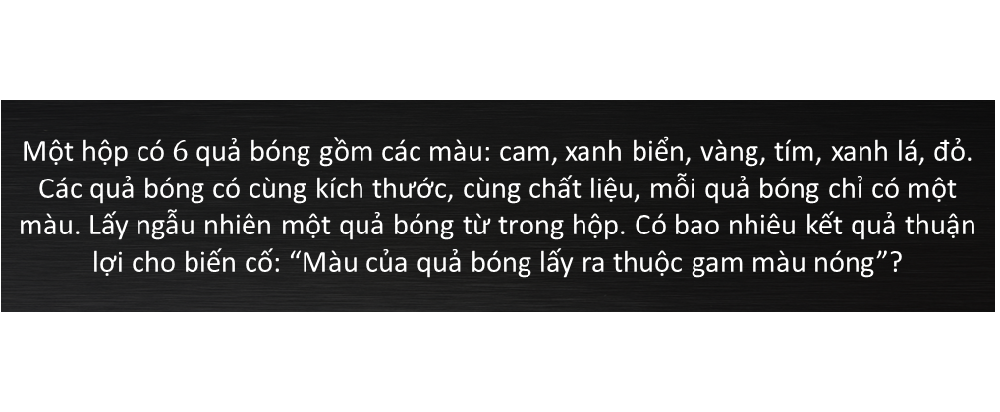 Một hộp có 6 quả bóng gồm các màu: cam, xanh biển, vàng, tím, xanh lá, đỏ.
Các quả bóng có cùng kích thước, cùng chất liệu, mỗi quả bóng chỉ có một
màu. Lấy ngẫu nhiên một quả bóng từ trong hộp. Có bao nhiêu kết quả thuận
lợi cho biến cố: “Màu của quả bóng lấy ra thuộc gam màu nóng”?